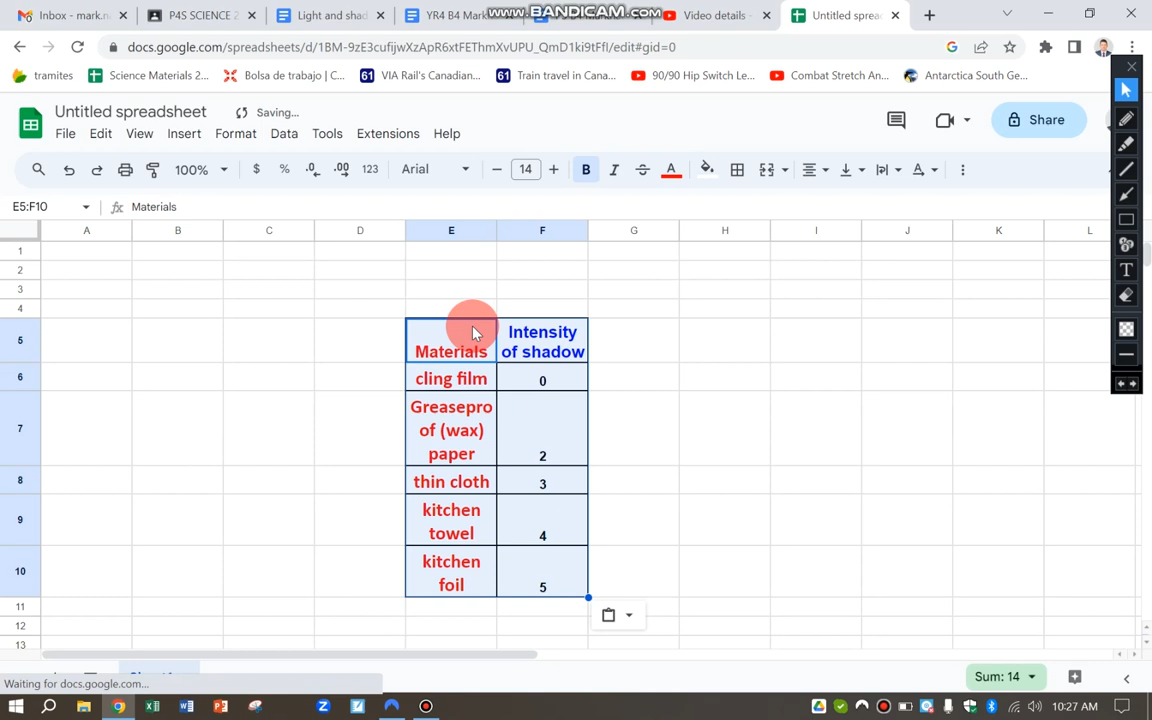 Inbox - mark.n
P4S SCIENCE 2
Light and shad
YR4 B4 Mark
www.BANDICAM.com
Video details -
Untitled sprea
docs.google.com/spreadsheets/d/1BM-9zE3cufijwXzApR6xtFEThmXvUPU_QmD1ki9tFfI/edit#gid=0
tramites
Science Materials 2...
Bolsa de trabajo | C...
VIA Rail's Canadian...
Train travel in Cana...
90/90 Hip Switch Le...
Combat Stretch An...
Antarctica South Ge...
Untitled spreadsheet
Saving...
File Edit View Insert Format Data Tools Extensions Help
Share
100% $ % .0 .00 123 Arial − 14 + B I S A
E5:F10 fx Materials
A B C D E F G H I J K L
1
2
3
4
5 Materials Intensity of shadow
6 cling film 0
7 Greaseproof (wax) paper 2
8 thin cloth 3
9 kitchen towel 4
10 kitchen foil 5
11
12
13
Waiting for docs.google.com...
Sum: 14
10:27 AM